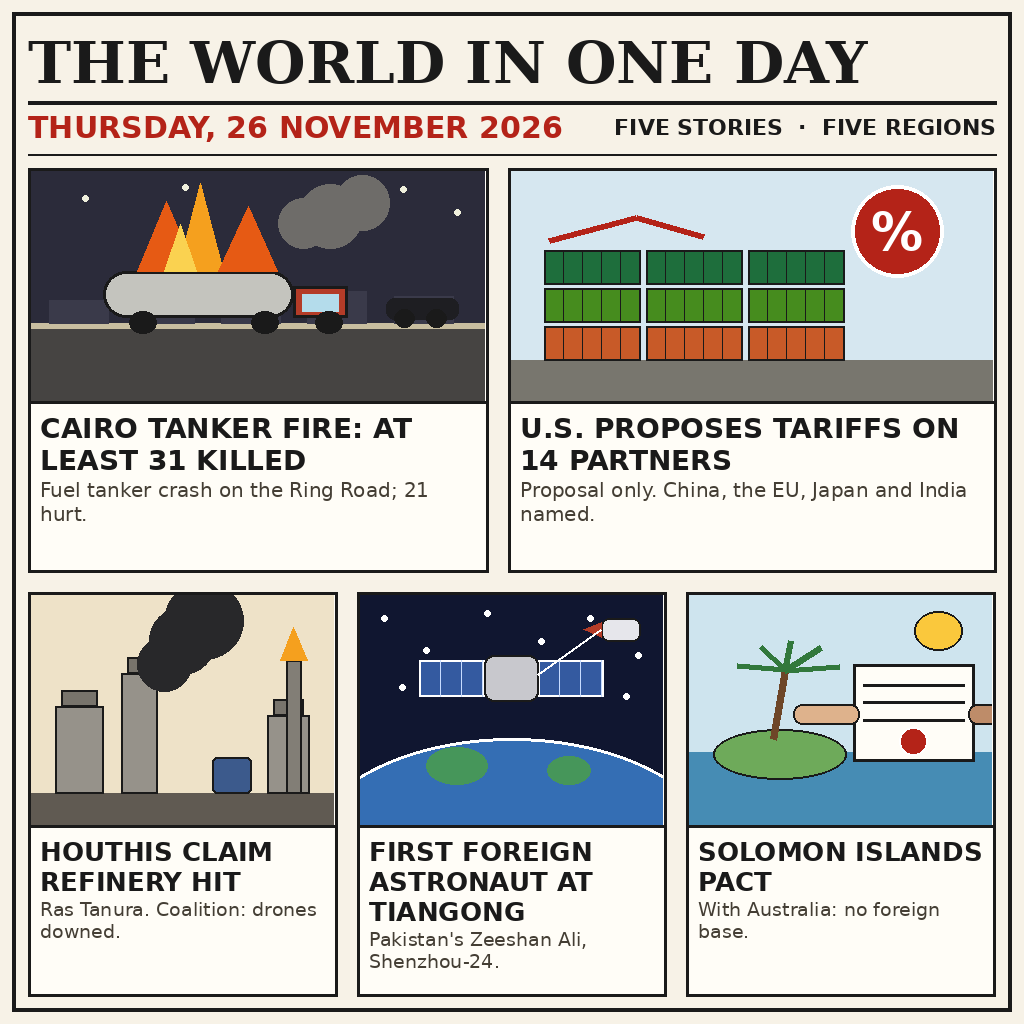 THE WORLD IN ONE DAY
THURSDAY, 26 NOVEMBER 2026
FIVE STORIES · FIVE REGIONS
%
CAIRO TANKER FIRE: AT
LEAST 31 KILLED
Fuel tanker crash on the Ring Road; 21
hurt.
U.S. PROPOSES TARIFFS ON
14 PARTNERS
Proposal only. China, the EU, Japan and India
named.
HOUTHIS CLAIM
REFINERY HIT
Ras Tanura. Coalition: drones
downed.
FIRST FOREIGN
ASTRONAUT AT
TIANGONG
Pakistan's Zeeshan Ali,
Shenzhou-24.
SOLOMON ISLANDS
PACT
With Australia: no foreign
base.